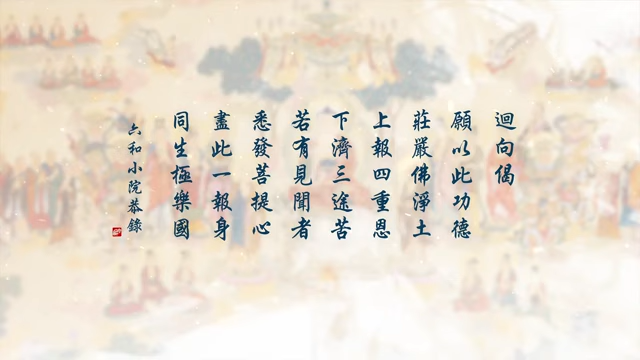 迴向偈
願以此功德
莊嚴佛淨土
上報四重恩
下濟三途苦
若有見聞者
悉發菩提心
盡此一報身
同生極樂國
六和小院恭錄